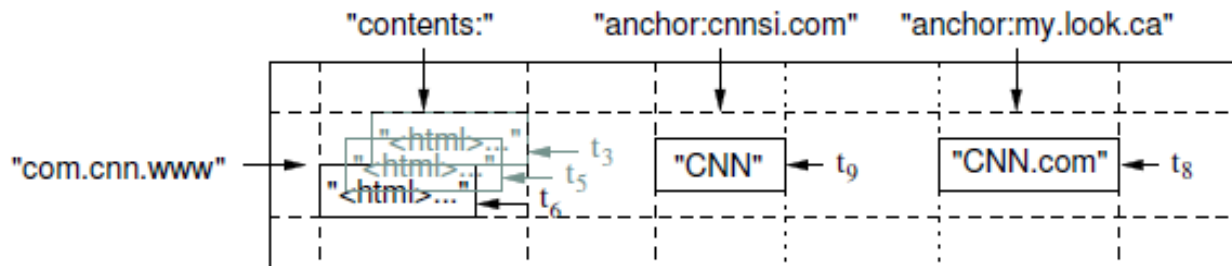 "contents:" "anchor:cnnsi.com" "anchor:my.look.ca"
"<html>..." t3
"com.cnn.www" "<html>..." t5 "CNN" t9 "CNN.com" t8
"<html>..." t6